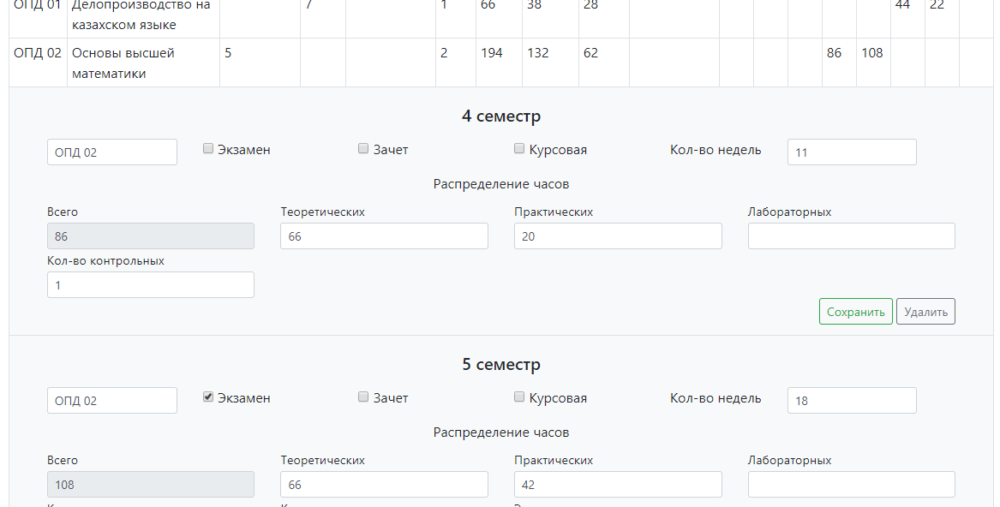 ОПД 01 Делопроизводство на 7 1 66 38 28 44 22
казахском языке
ОПД 02 Основы высшей 5 2 194 132 62 86 108
математики
4 семестр
ОПД 02 Экзамен Зачет Курсовая Кол-во недель 11
Распределение часов
Всего Теоретических Практических Лабораторных
86 66 20
Кол-во контрольных
1
Сохранить Удалить
5 семестр
ОПД 02 Экзамен Зачет Курсовая Кол-во недель 18
Распределение часов
Всего Теоретических Практических Лабораторных
108 66 42